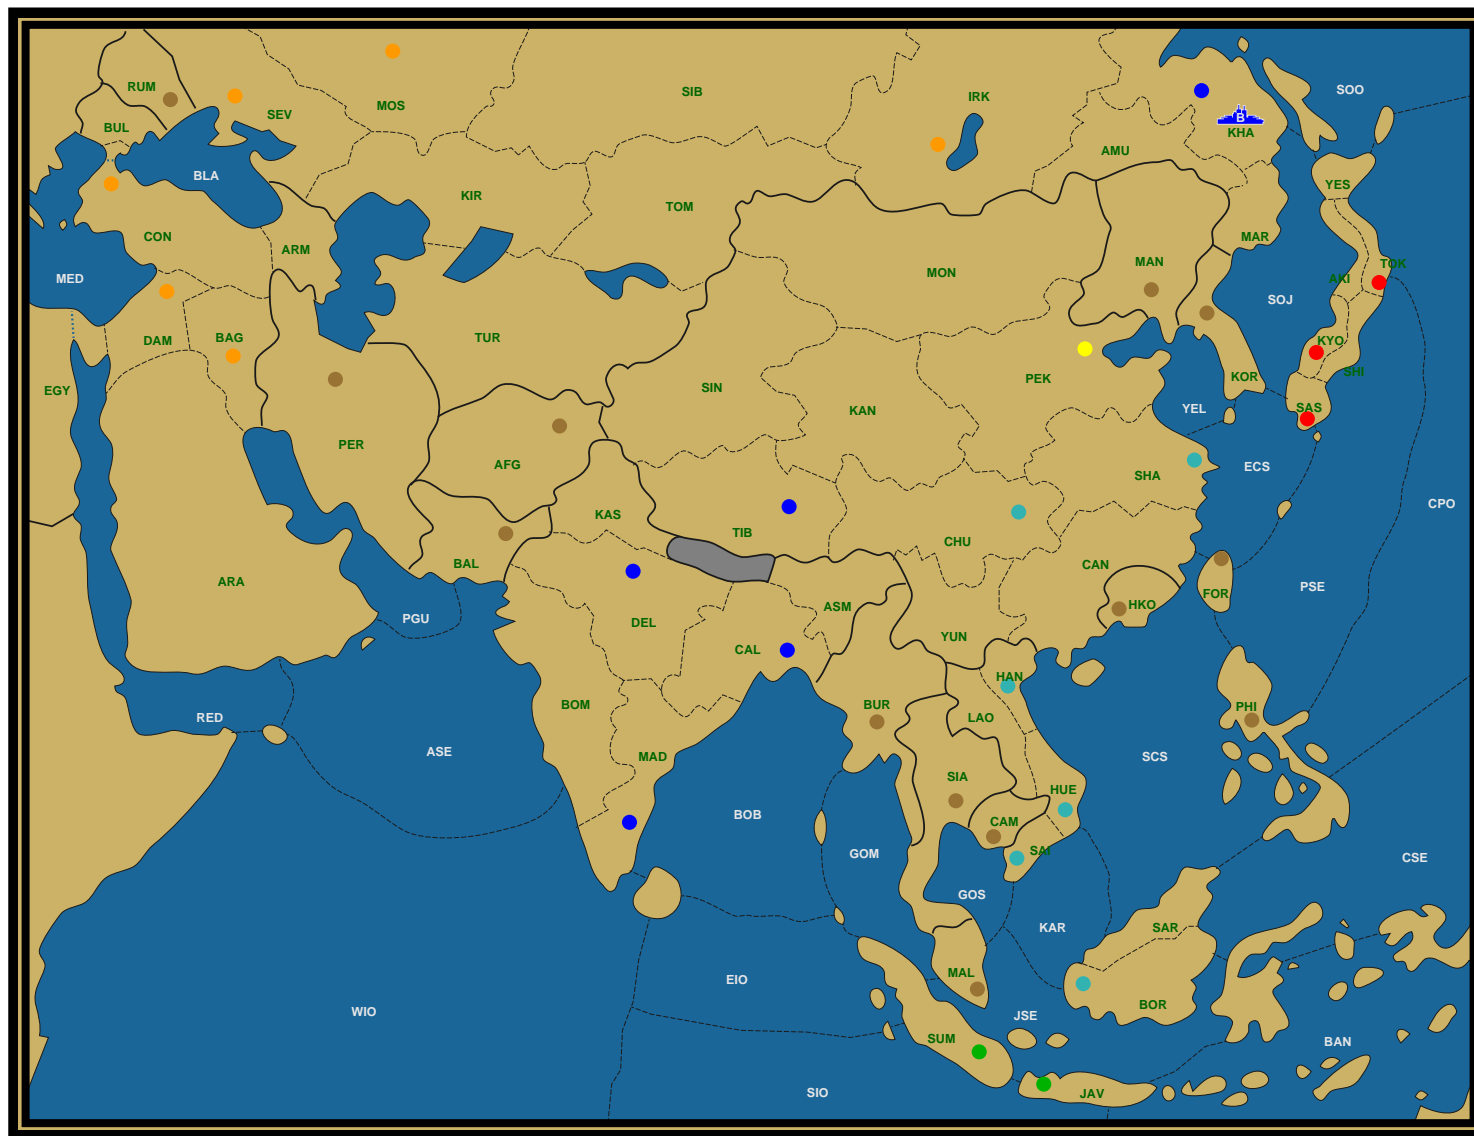 RUM
SEV
MOS
SIB
IRK
SOO
BUL
AMU
B
KHA
BLA
KIR
TOM
YES
CON
ARM
MAR
MED
MON
MAN
TOK
AKI
SOJ
DAM
BAG
TUR
KYO
EGY
SIN
PEK
KOR
SHI
KAN
YEL
SAS
PER
AFG
ECS
SHA
KAS
TIB
CPO
BAL
CHU
CAN
ARA
PSE
PGU
DEL
ASM
HKO
FOR
CAL
YUN
HAN
RED
BOM
BUR
LAO
PHI
ASE
MAD
SCS
SIA
HUE
BOB
CAM
SAI
GOM
CSE
GOS
KAR
SAR
EIO
MAL
WIO
BOR
JSE
SUM
BAN
SIO
JAV